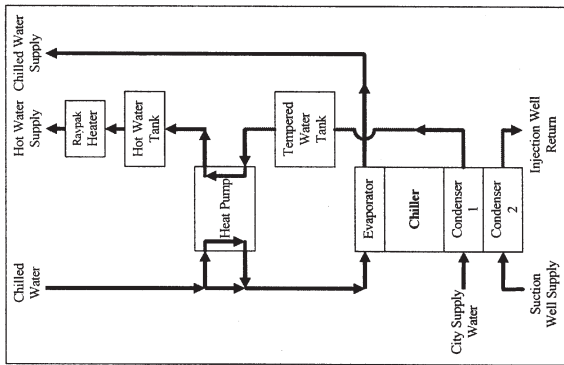 Chilled Water
Supply
Hot Water
Supply
Raypak
Heater
Hot Water
Tank
Tempered
Water
Tank
Heat Pump
Chilled
Water
Evaporator
Chiller
Condenser
1
Condenser
2
City Supply
Water
Suction
Well Supply
Injection Well
Return